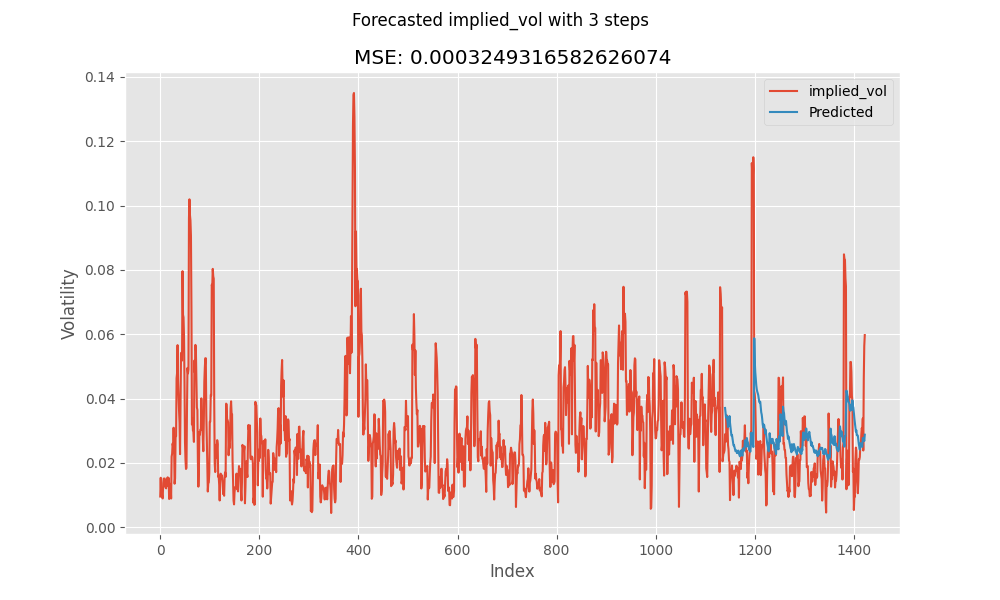 Forecasted implied_vol with 3 steps
MSE: 0.0003249316582626074
0.14
0.12
0.10
0.08
0.06
0.04
0.02
0.00
Volatility
implied_vol
Predicted
0 200 400 600 800 1000 1200 1400
Index